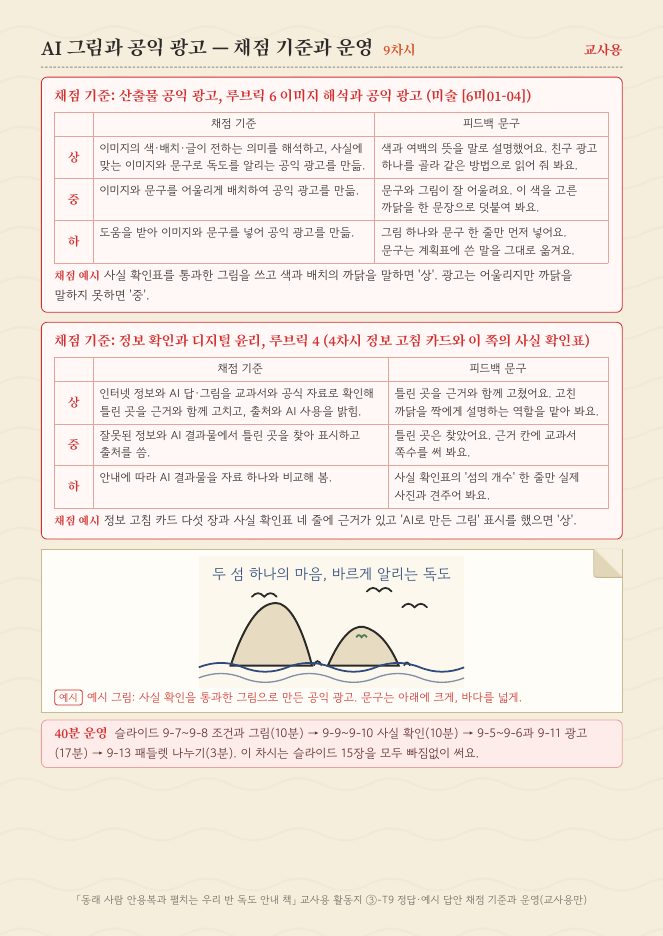 AI 그림과 공익 광고 — 채점 기준과 운영 9차시 교사용
채점 기준: 산출물 공익 광고, 루브릭 6 이미지 해석과 공익 광고 (미술 [6미01-04])
채점 기준 피드백 문구
상 이미지의 색·배치·글이 전하는 의미를 해석하고, 사실에 색과 여백의 뜻을 말로 설명했어요. 친구 광고
맞는 이미지와 문구로 독도를 알리는 공익 광고를 만듦. 하나를 골라 같은 방법으로 읽어 줘 봐요.
중 이미지와 문구를 어울리게 배치하여 공익 광고를 만듦. 문구와 그림이 잘 어울려요. 이 색을 고른
까닭을 한 문장으로 덧붙여 봐요.
하 도움을 받아 이미지와 문구를 넣어 공익 광고를 만듦. 그림 하나와 문구 한 줄만 먼저 넣어요.
문구는 계획표에 쓴 말을 그대로 옮겨요.
채점 예시 사실 확인표를 통과한 그림을 쓰고 색과 배치의 까닭을 말하면 '상'. 광고는 어울리지만 까닭을
말하지 못하면 '중'.
채점 기준: 정보 확인과 디지털 윤리, 루브릭 4 (4차시 정보 고침 카드와 이 쪽의 사실 확인표)
채점 기준 피드백 문구
상 인터넷 정보와 AI 답·그림을 교과서와 공식 자료로 확인해 틀린 곳을 근거와 함께 고쳤어요. 고친
틀린 곳을 근거와 함께 고치고, 출처와 AI 사용을 밝힘. 까닭을 짝에게 설명하는 역할을 맡아 봐요.
중 잘못된 정보와 AI 결과물에서 틀린 곳을 찾아 표시하고 틀린 곳은 찾았어요. 근거 칸에 교과서
출처를 씀. 쪽수를 써 봐요.
하 안내에 따라 AI 결과물을 자료 하나와 비교해 봄. 사실 확인표의 '섬의 개수' 한 줄만 실제
사진과 견주어 봐요.
채점 예시 정보 고침 카드 다섯 장과 사실 확인표 네 줄에 근거가 있고 'AI로 만든 그림' 표시를 했으면 '상'.
두 섬 하나의 마음, 바르게 알리는 독도
예시 예시 그림: 사실 확인을 통과한 그림으로 만든 공익 광고. 문구는 아래에 크게, 바다를 넓게.
40분 운영 슬라이드 9-7~9-8 조건과 그림(10분) → 9-9~9-10 사실 확인(10분) → 9-5~9-6과 9-11 광고
(17분) → 9-13 패들렛 나누기(3분). 이 차시는 슬라이드 15장을 모두 빠짐없이 써요.
「동래 사람 안용복과 펼치는 우리 반 독도 안내 책」 교사용 활동지 ③-T9 정답·예시 답안 채점 기준과 운영(교사용만)